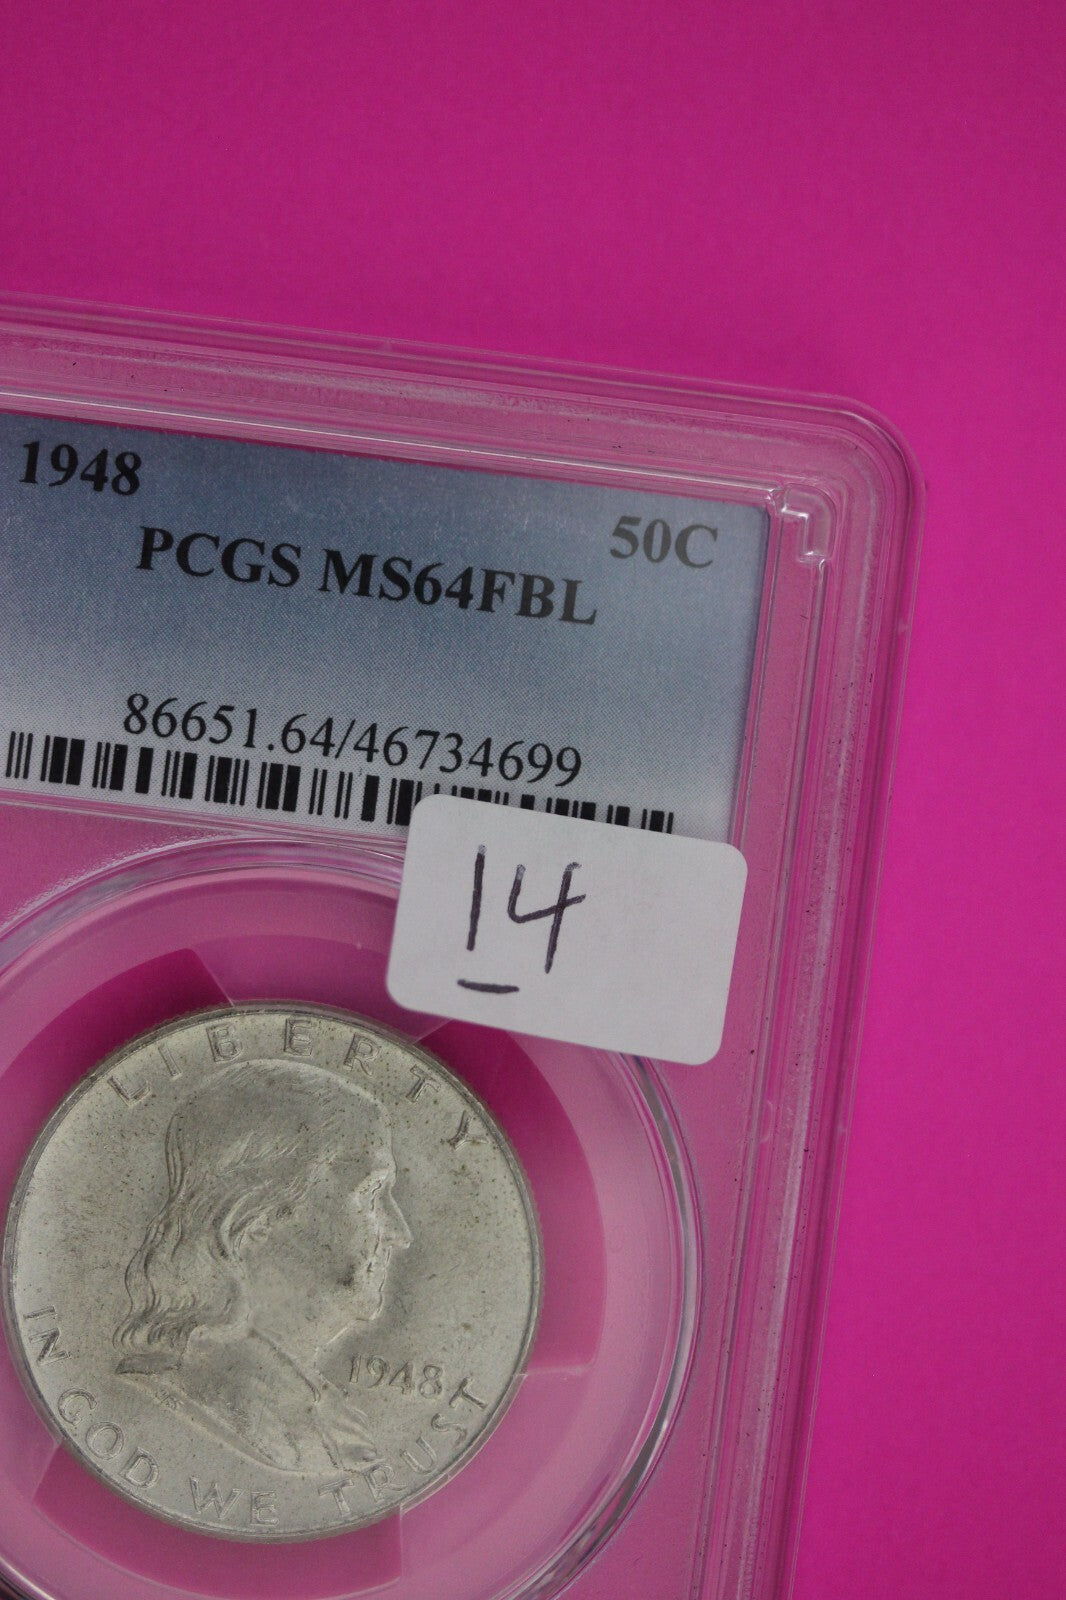 1948
50C
PCGS MS64FBL
86651.64/46734699
14
LIBERTY
1948
IN GOD WE TRUST